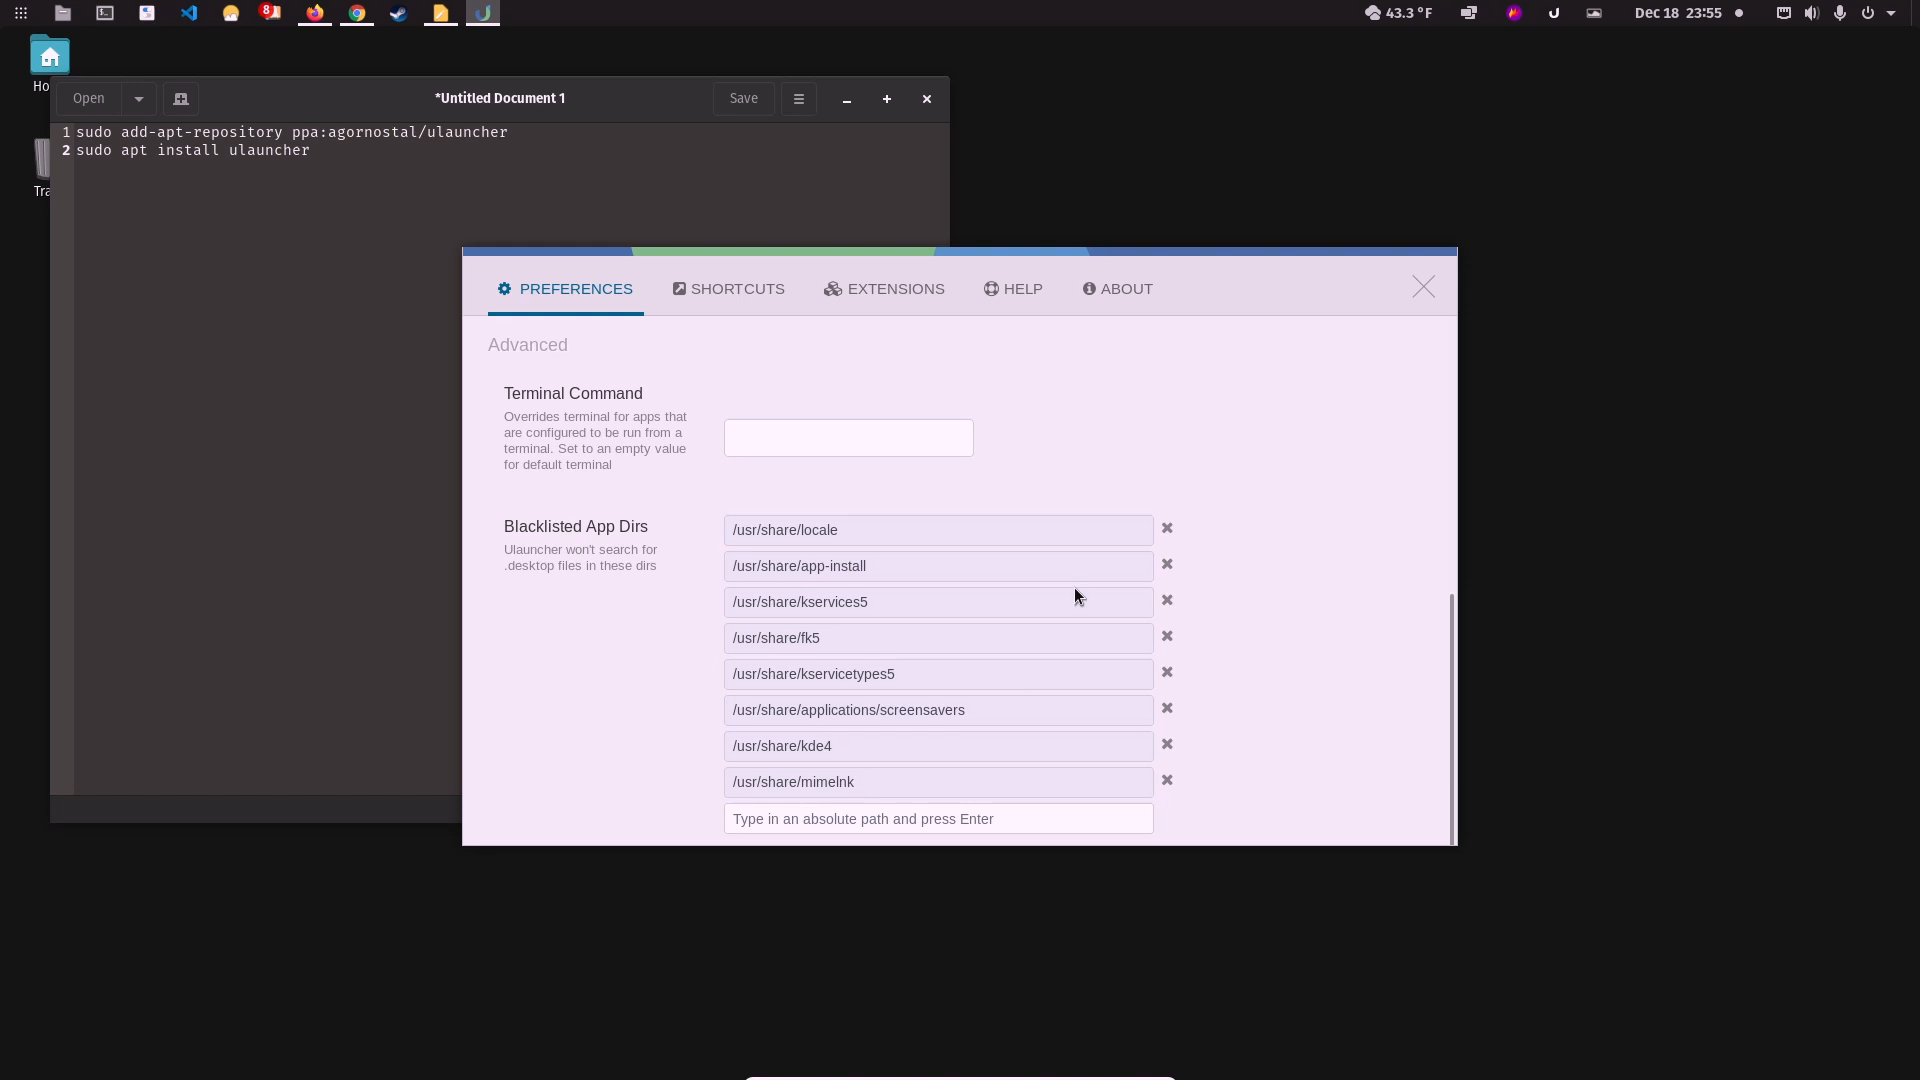 8
43.3 °F
Dec 18 23:55
Open
*Untitled Document 1
Save
1 sudo add-apt-repository ppa:agornostal/ulauncher
2 sudo apt install ulauncher
PREFERENCES
SHORTCUTS
EXTENSIONS
HELP
ABOUT
Advanced
Terminal Command
Overrides terminal for apps that
are configured to be run from a
terminal. Set to an empty value
for default terminal
Blacklisted App Dirs
Ulauncher won't search for
.desktop files in these dirs
/usr/share/locale
/usr/share/app-install
/usr/share/kservices5
/usr/share/fk5
/usr/share/kservicetypes5
/usr/share/applications/screensavers
/usr/share/kde4
/usr/share/mimelnk
Type in an absolute path and press Enter